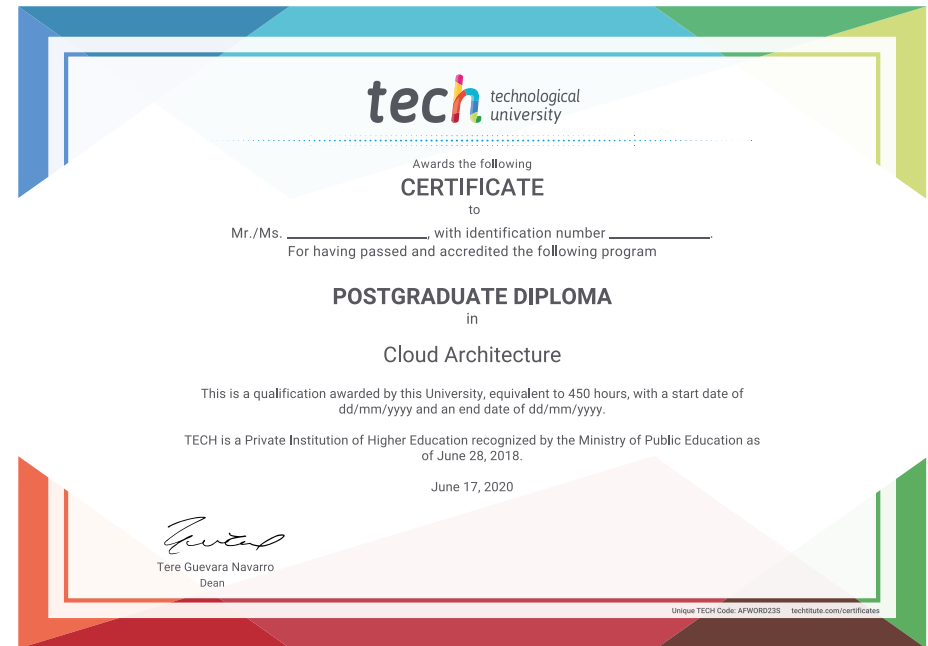 tech technological
university
Awards the following
CERTIFICATE
to
Mr./Ms. ____________________, with identification number ______________.
For having passed and accredited the following program
POSTGRADUATE DIPLOMA
in
Cloud Architecture
This is a qualification awarded by this University, equivalent to 450 hours, with a start date of
dd/mm/yyyy and an end date of dd/mm/yyyy.
TECH is a Private Institution of Higher Education recognized by the Ministry of Public Education as
of June 28, 2018.
June 17, 2020
Tere Guevara Navarro
Dean
Unique TECH Code: AFWORD23S techtitute.com/certificates